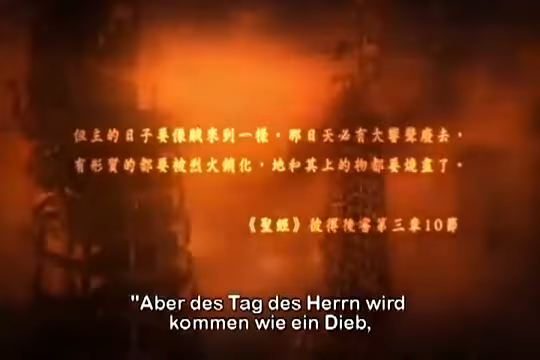 但主的日子要像賊來到一樣。那日天必有大響聲廢去,
有形質的都要被烈火銷化,地和其上的物都要燒盡了。
《聖經》彼得後書第三章10節
"Aber des Tag des Herrn wird
kommen wie ein Dieb,